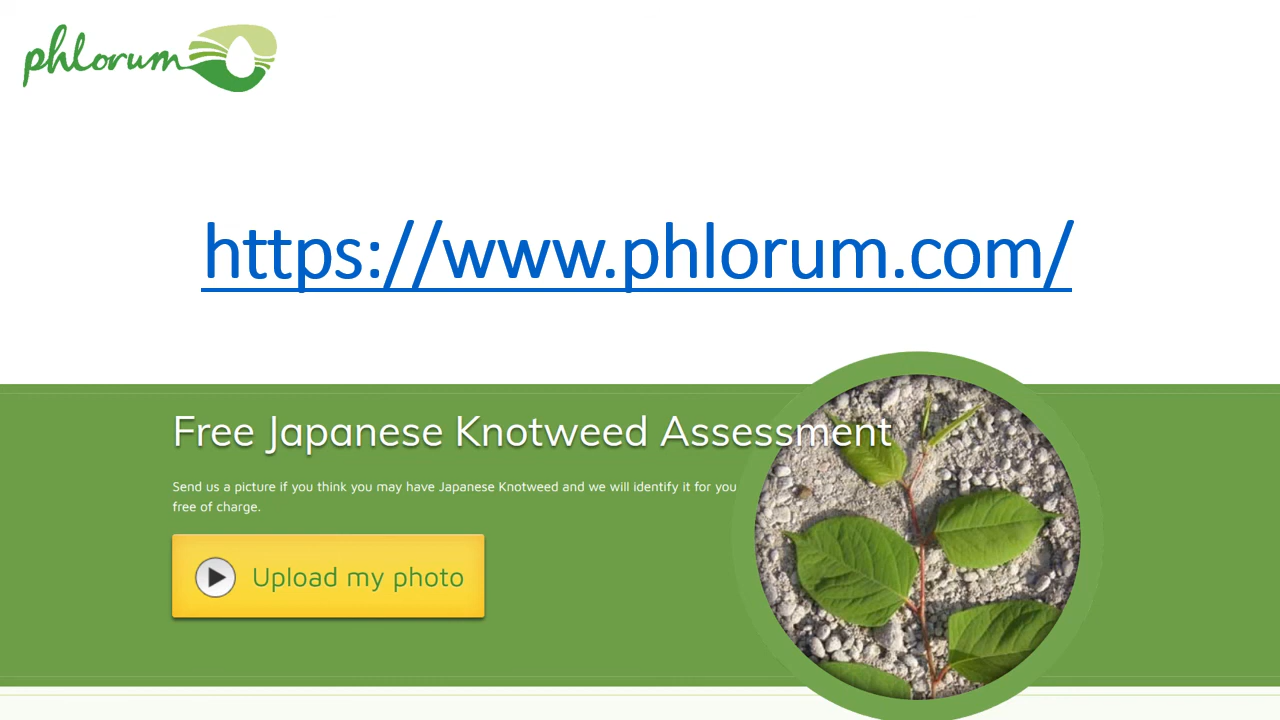 phlorum
https://www.phlorum.com/
Free Japanese Knotweed Assessment
Send us a picture if you think you may have Japanese Knotweed and we will identify it for you
free of charge.
Upload my photo